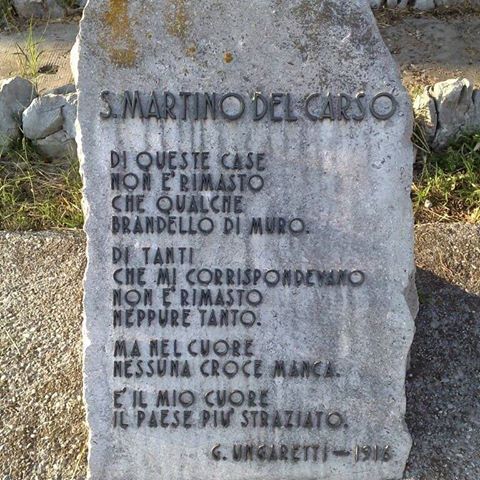 S. MARTINO DEL CARSO
DI QUESTE CASE
NON E' RIMASTO
CHE QUALCHE
BRANDELLO DI MURO.
DI TANTI
CHE MI CORRISPONDEVANO
NON E' RIMASTO
NEPPURE TANTO.
MA NEL CUORE
NESSUNA CROCE MANCA.
E' IL MIO CUORE
IL PAESE PIU' STRAZIATO.
G. UNGARETTI - 1916